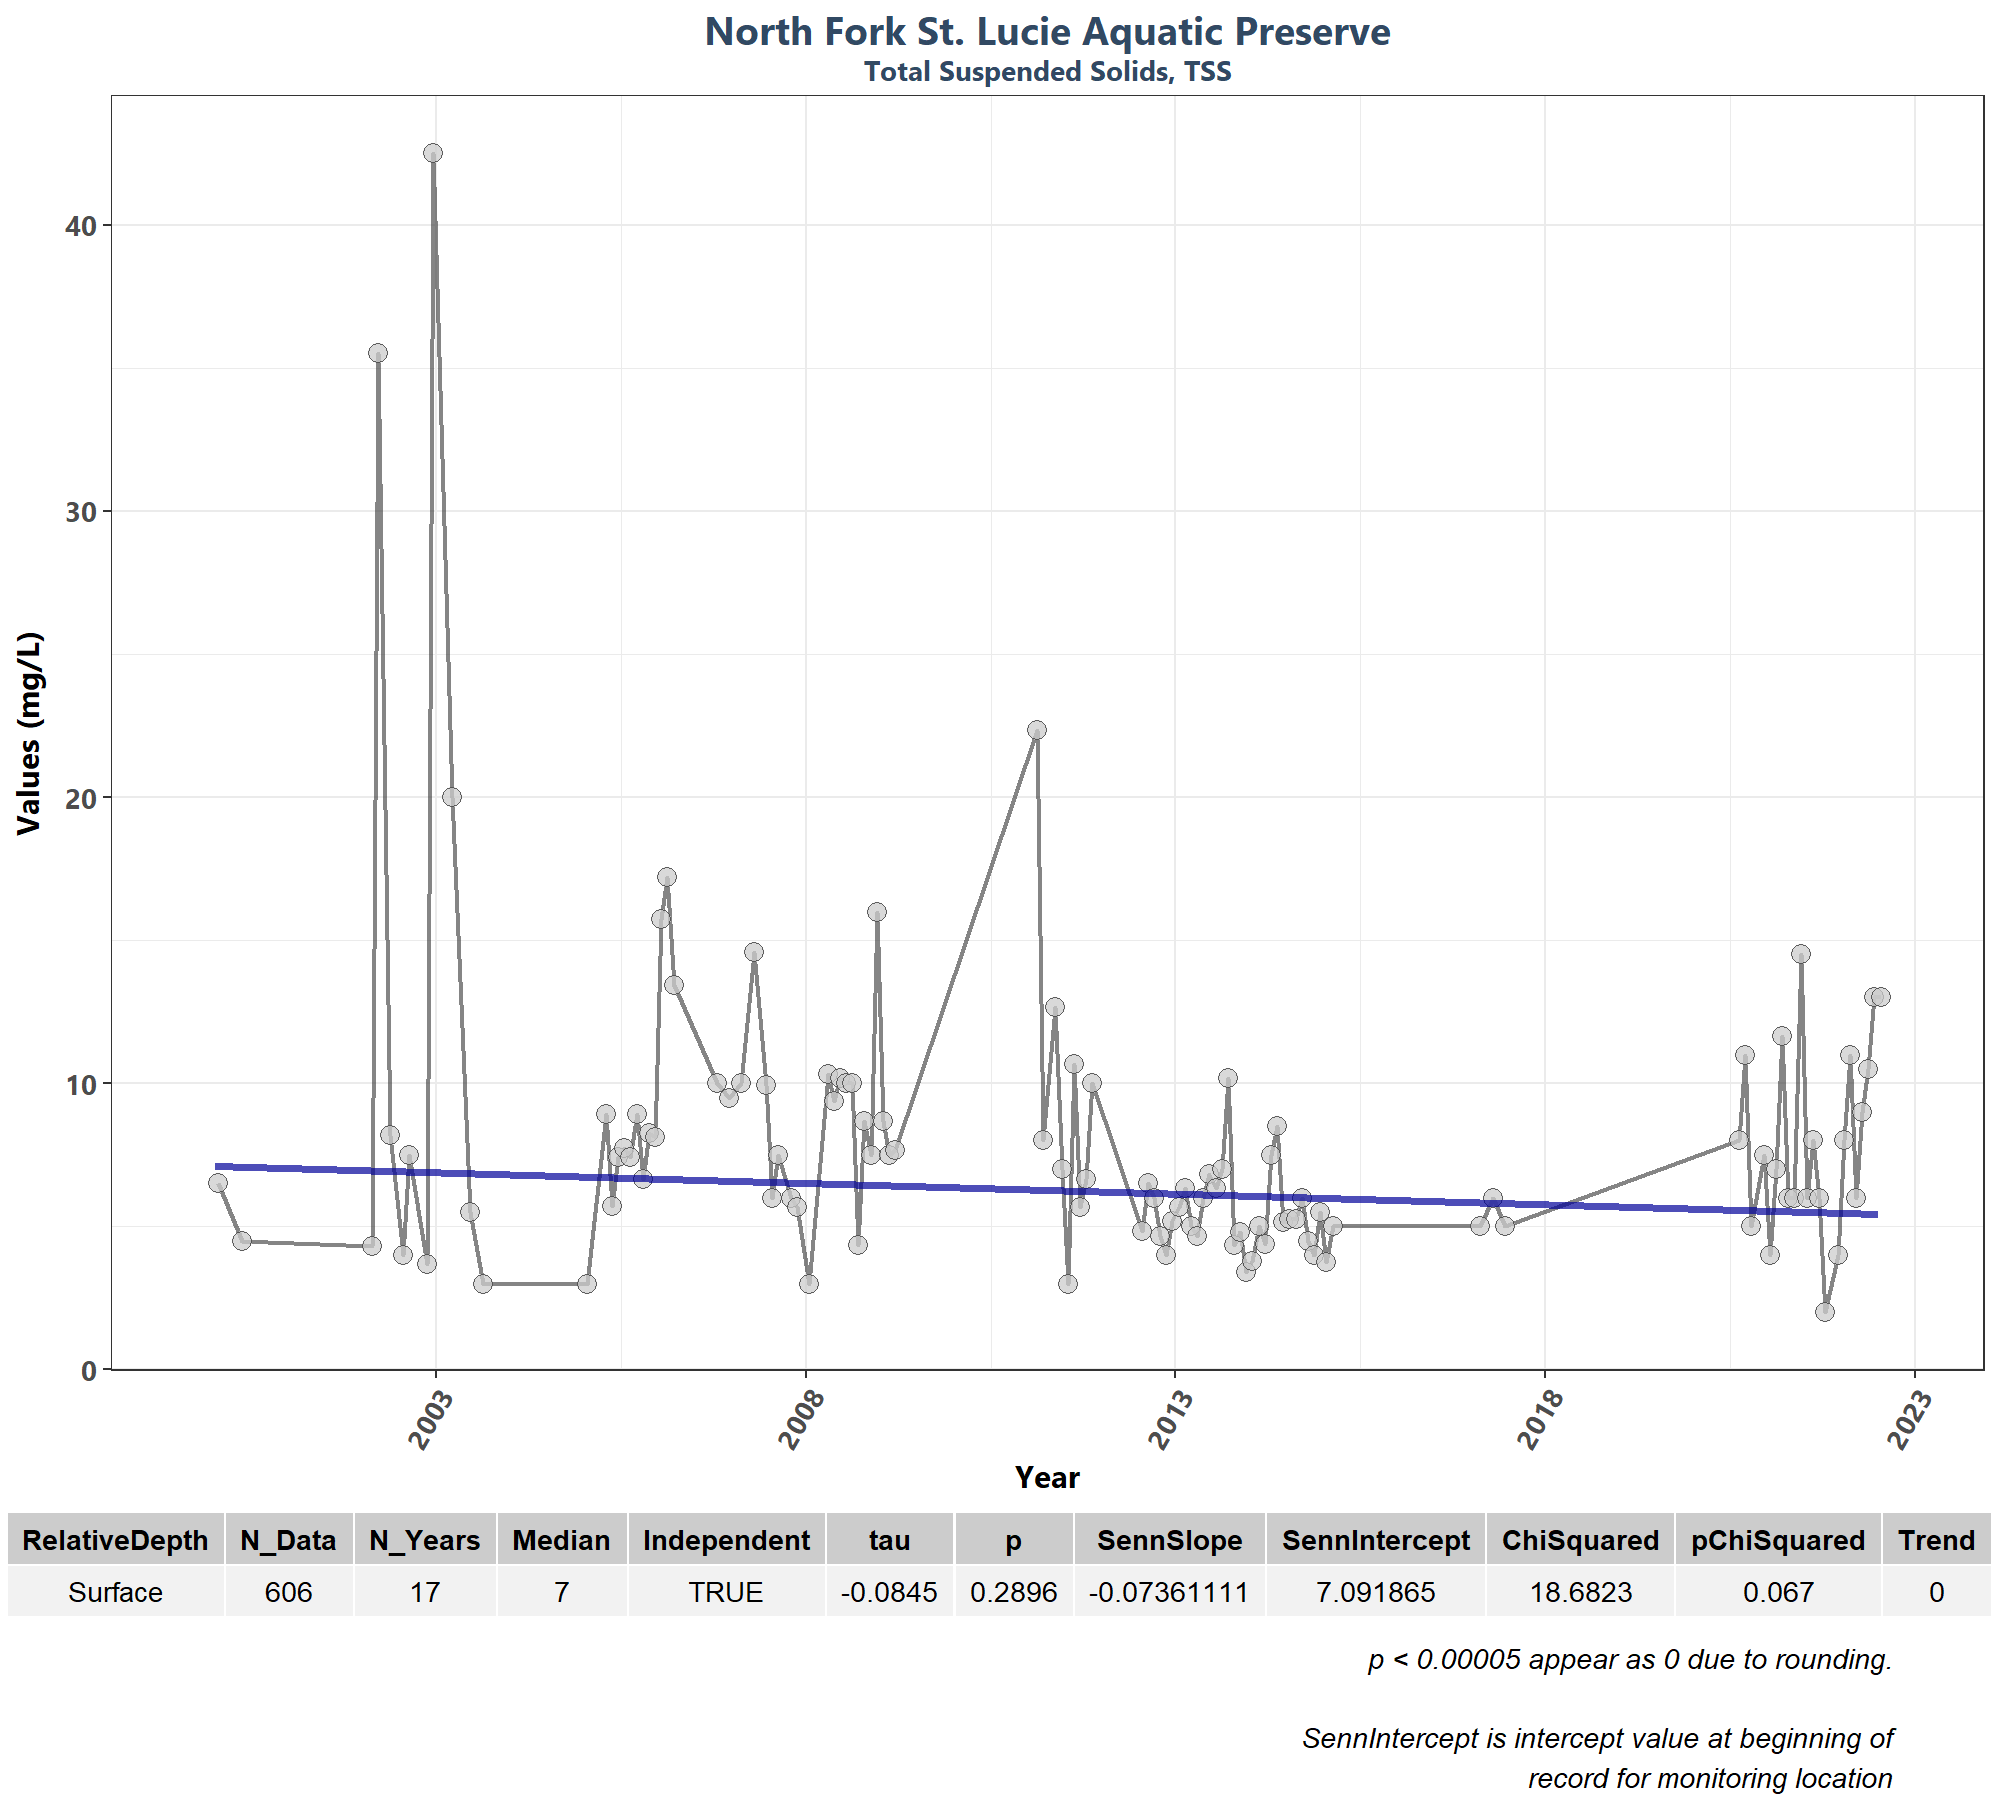 North Fork St. Lucie Aquatic Preserve
Total Suspended Solids, TSS
Values (mg/L)
40
30
20
10
0
2003 2008 2013 2018 2023
Year
RelativeDepth N_Data N_Years Median Independent tau p SennSlope SennIntercept ChiSquared pChiSquared Trend
Surface 606 17 7 TRUE -0.0845 0.2896 -0.07361111 7.091865 18.6823 0.067 0
p < 0.00005 appear as 0 due to rounding.
SennIntercept is intercept value at beginning of
record for monitoring location